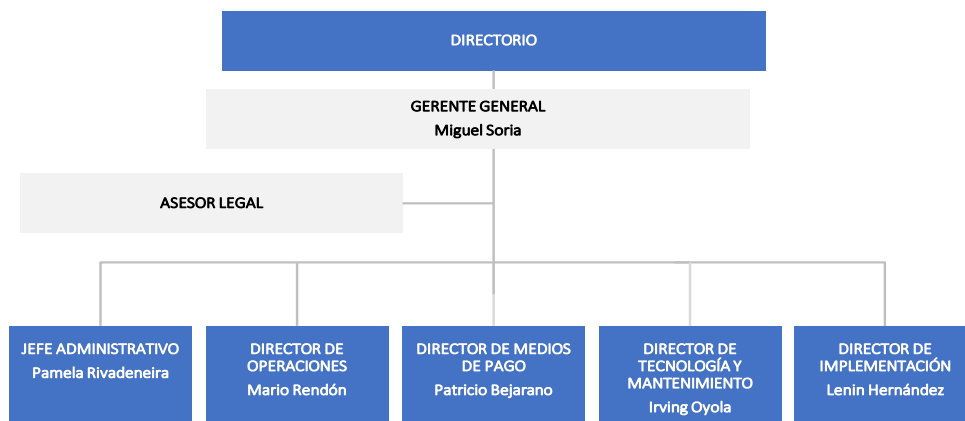 DIRECTORIO
GERENTE GENERAL
Miguel Soria
ASESOR LEGAL
JEFE ADMINISTRATIVO
Pamela Rivadeneira
DIRECTOR DE
OPERACIONES
Mario Rendón
DIRECTOR DE MEDIOS
DE PAGO
Patricio Bejarano
DIRECTOR DE
TECNOLOGÍA Y
MANTENIMIENTO
Irving Oyola
DIRECTOR DE
IMPLEMENTACIÓN
Lenin Hernández